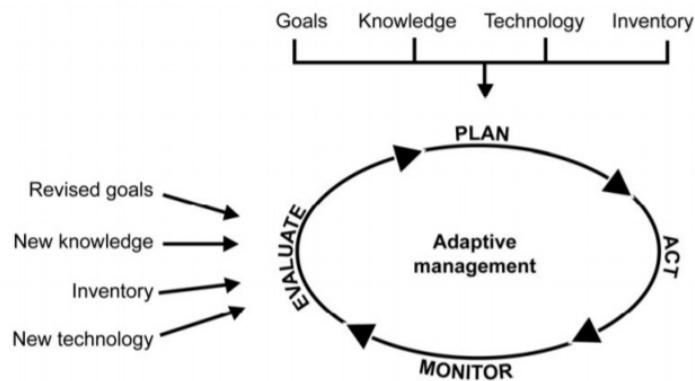 Goals Knowledge Technology Inventory
PLAN
Revised goals
New knowledge
Inventory
New technology
EVALUATE
Adaptive
management
ACT
MONITOR